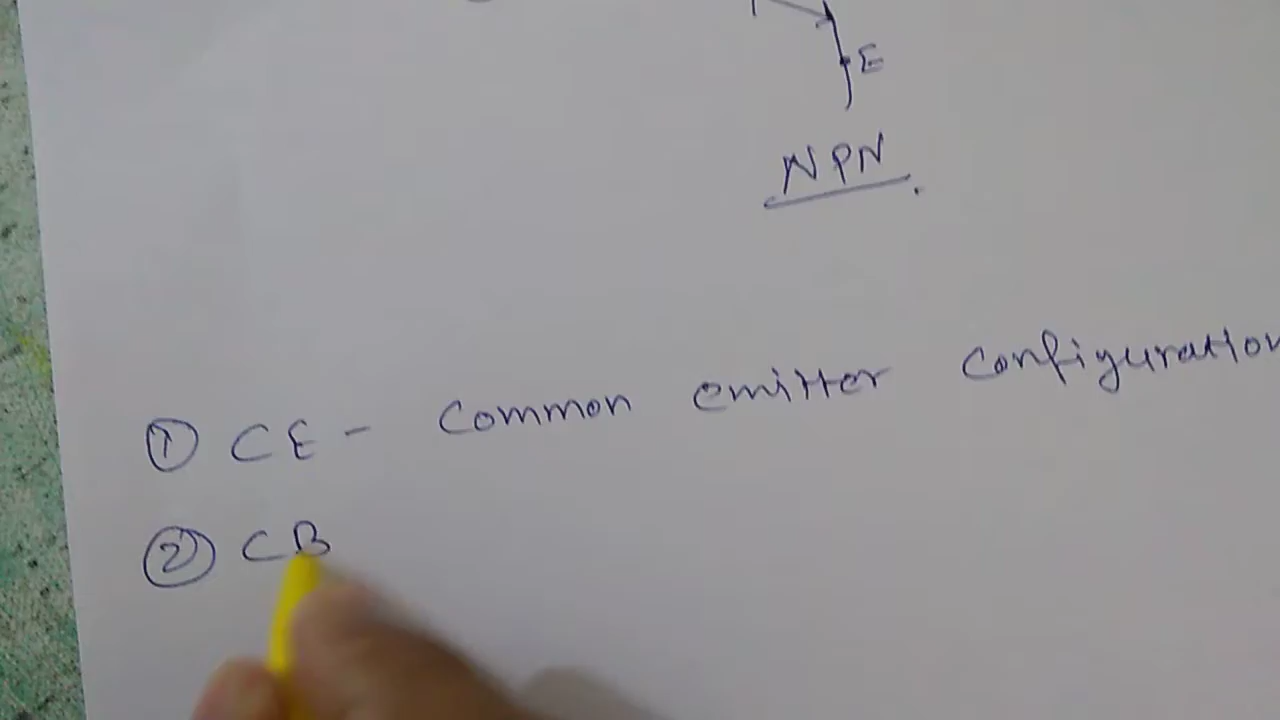 E
NPN
① CE - Common emitter configuration
② CB